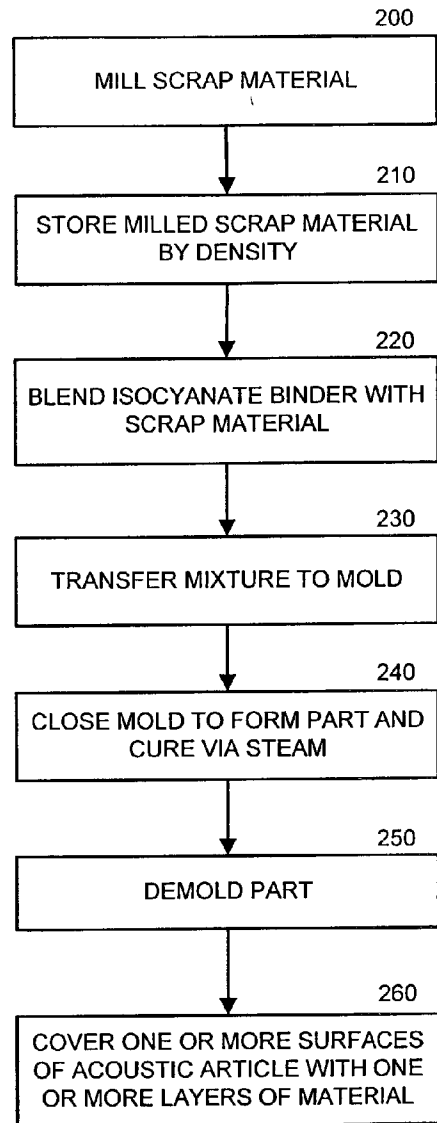 200
MILL SCRAP MATERIAL
210
STORE MILLED SCRAP MATERIAL
BY DENSITY
220
BLEND ISOCYANATE BINDER WITH
SCRAP MATERIAL
230
TRANSFER MIXTURE TO MOLD
240
CLOSE MOLD TO FORM PART AND
CURE VIA STEAM
250
DEMOLD PART
260
COVER ONE OR MORE SURFACES
OF ACOUSTIC ARTICLE WITH ONE
OR MORE LAYERS OF MATERIAL